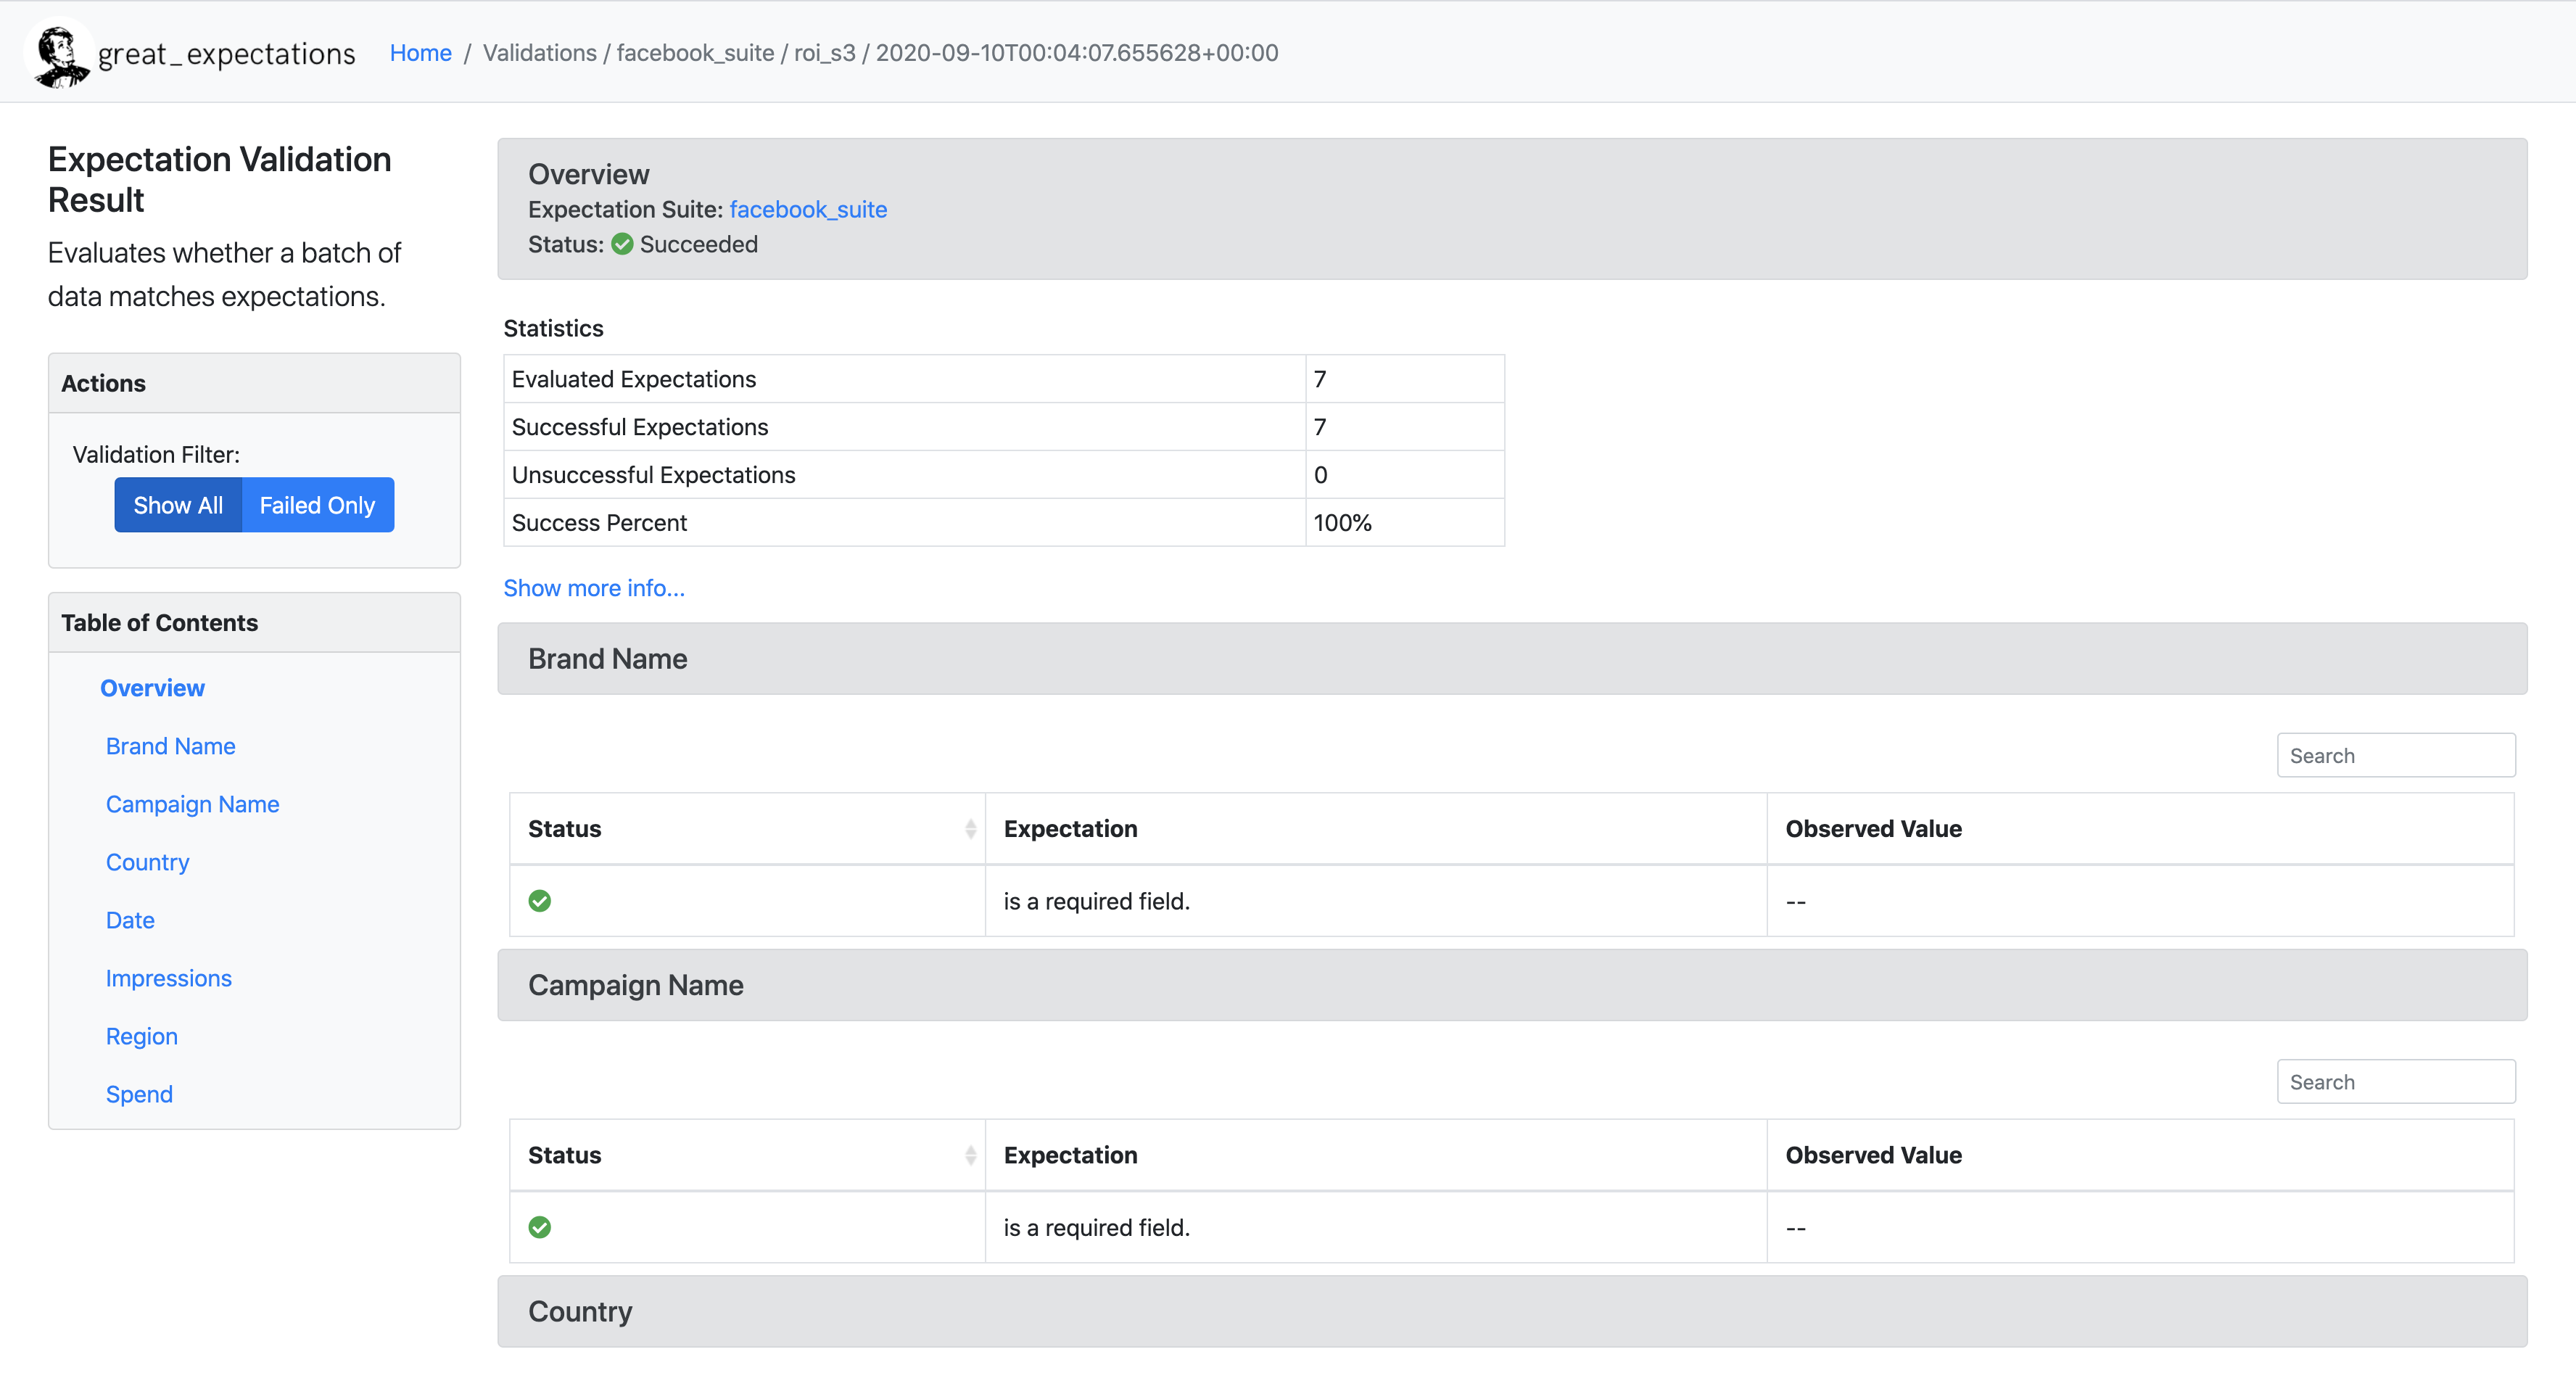 great_expectations
Home / Validations / facebook_suite / roi_s3 / 2020-09-10T00:04:07.655628+00:00
Expectation Validation
Result
Evaluates whether a batch of
data matches expectations.
Actions
Validation Filter:
Show All Failed Only
Table of Contents
Overview
Brand Name
Campaign Name
Country
Date
Impressions
Region
Spend
Overview
Expectation Suite: facebook_suite
Status: Succeeded
Statistics
Evaluated Expectations 7
Successful Expectations 7
Unsuccessful Expectations 0
Success Percent 100%
Show more info...
Brand Name
Search
Status Expectation Observed Value
is a required field. --
Campaign Name
Search
Status Expectation Observed Value
is a required field. --
Country